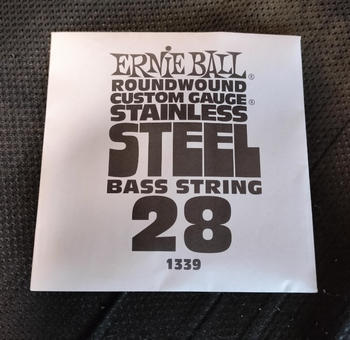 ERNIE BALL®
ROUNDWOUND
CUSTOM GAUGE®
STAINLESS
STEEL
BASS STRING
28
1339